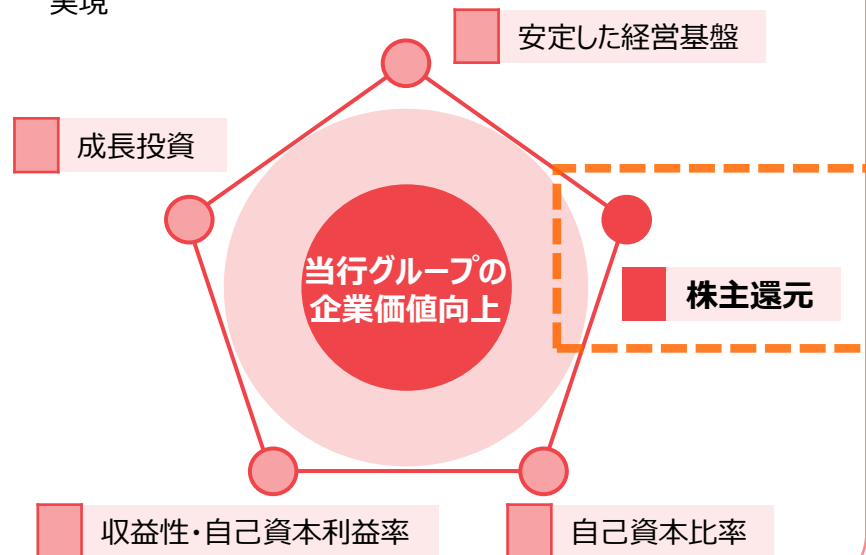 実現
安定した経営基盤
成長投資
当行グループの
企業価値向上
株主還元
収益性・自己資本利益率
自己資本比率